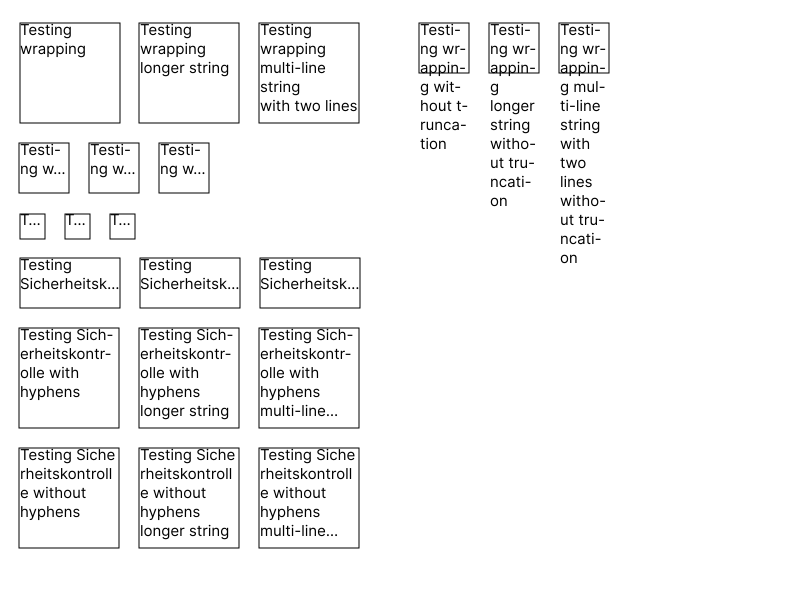 Testing
wrapping
Testing
wrapping
longer string
Testing
wrapping
multi-line
string
with two lines
Testi-
ng w...
Testi-
ng w...
Testi-
ng w...
T...
T...
T...
Testing
Sicherheitsk...
Testing
Sicherheitsk...
Testing
Sicherheitsk...
Testing Sich-
erheitskontr-
olle with
hyphens
Testing Sich-
erheitskontr-
olle with
hyphens
longer string
Testing Sich-
erheitskontr-
olle with
hyphens
multi-line...
Testing Siche
rheitskontroll
e without
hyphens
Testing Siche
rheitskontroll
e without
hyphens
longer string
Testing Siche
rheitskontroll
e without
hyphens
multi-line...
Testi-
ng wr-
appin-
g wit-
hout t-
runca-
tion
Testi-
ng wr-
appin-
g
longer
string
witho-
ut tru-
ncati-
on
Testi-
ng wr-
appin-
g mul-
ti-line
string
with
two
lines
witho-
ut tru-
ncati-
on